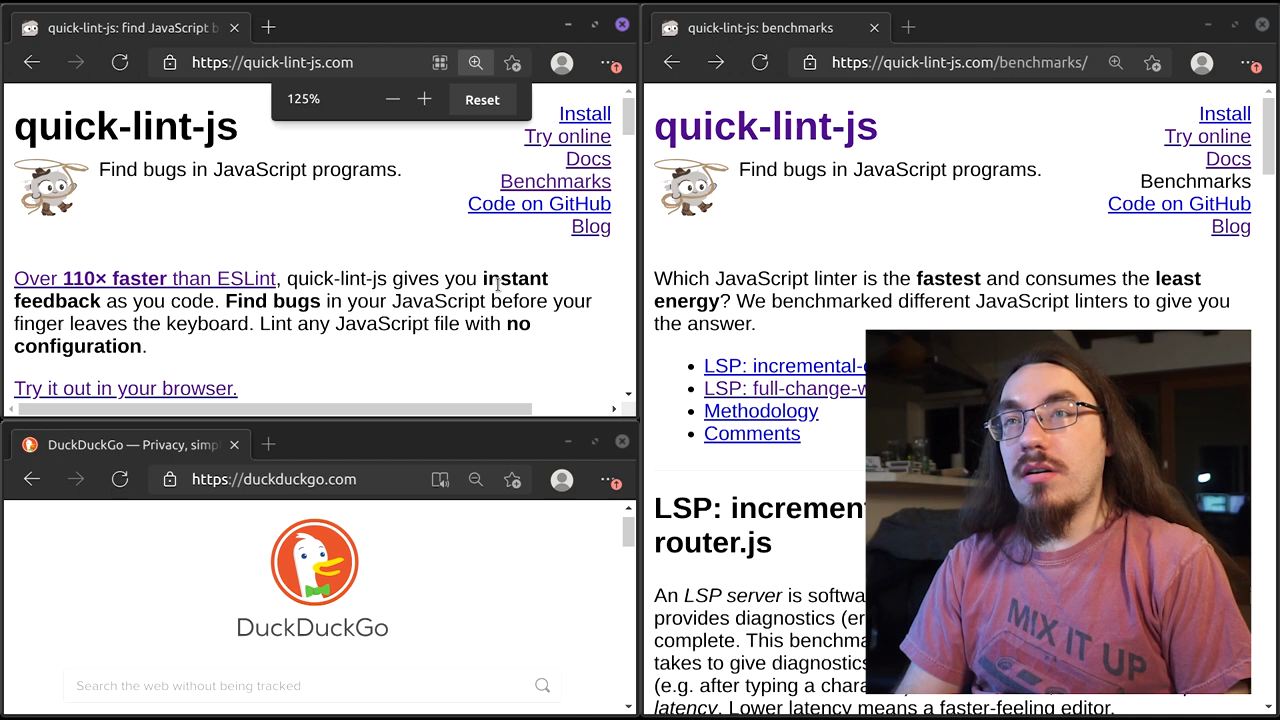 quick-lint-js: find JavaScript b
https://quick-lint-js.com
125%
Reset
quick-lint-js
Find bugs in JavaScript programs.
Install
Try online
Docs
Benchmarks
Code on GitHub
Blog
Over 110× faster than ESLint, quick-lint-js gives you instant
feedback as you code. Find bugs in your JavaScript before your
finger leaves the keyboard. Lint any JavaScript file with no
configuration.
Try it out in your browser.
DuckDuckGo — Privacy, simp
https://duckduckgo.com
DuckDuckGo
Search the web without being tracked
quick-lint-js: benchmarks
https://quick-lint-js.com/benchmarks/
quick-lint-js
Find bugs in JavaScript programs.
Install
Try online
Docs
Benchmarks
Code on GitHub
Blog
Which JavaScript linter is the fastest and consumes the least
energy? We benchmarked different JavaScript linters to give you
the answer.
LSP: incremental-
LSP: full-change-w
Methodology
Comments
LSP: increment
router.js
An LSP server is softwa
provides diagnostics (er
complete. This benchma
takes to give diagnostics
(e.g. after typing a chara
latency. Lower latency means a faster-feeling editor.
MIX IT UP